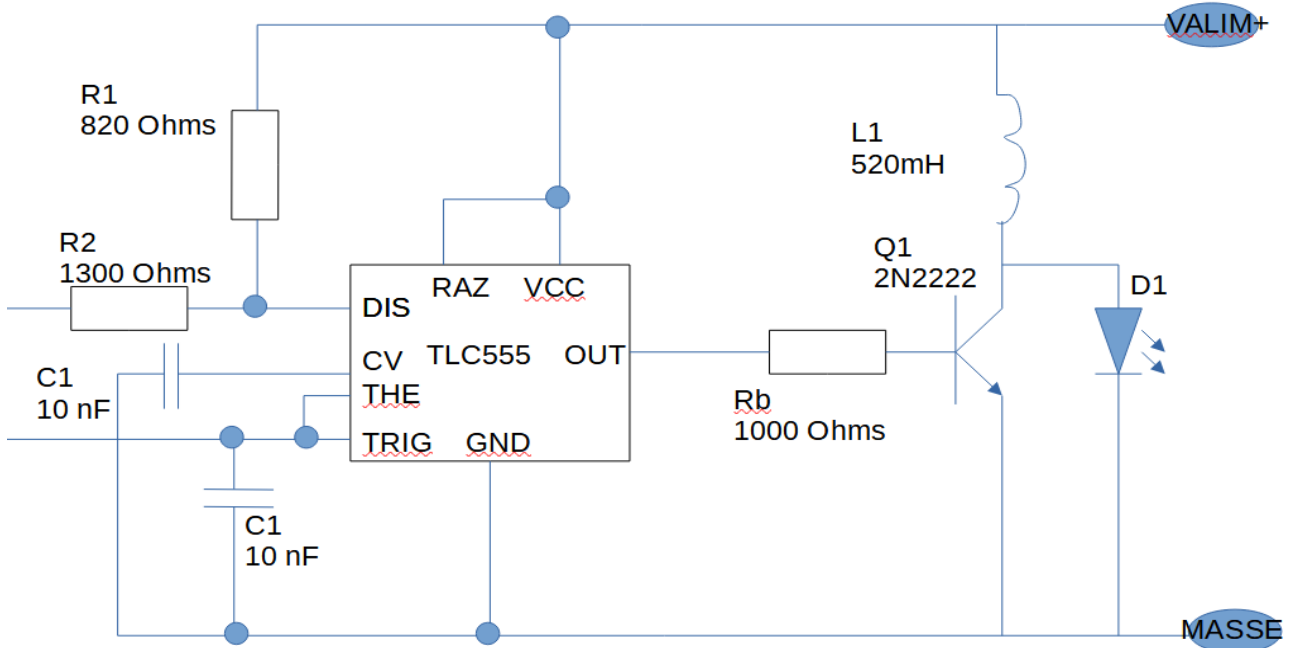 VALIM+
R1
820 Ohms
L1
520mH
R2
1300 Ohms
Q1
2N2222
RAZ
VCC
D1
DIS
CV
TLC555
OUT
THE
C1
10 nF
Rb
1000 Ohms
TRIG
GND
C1
10 nF
MASSE